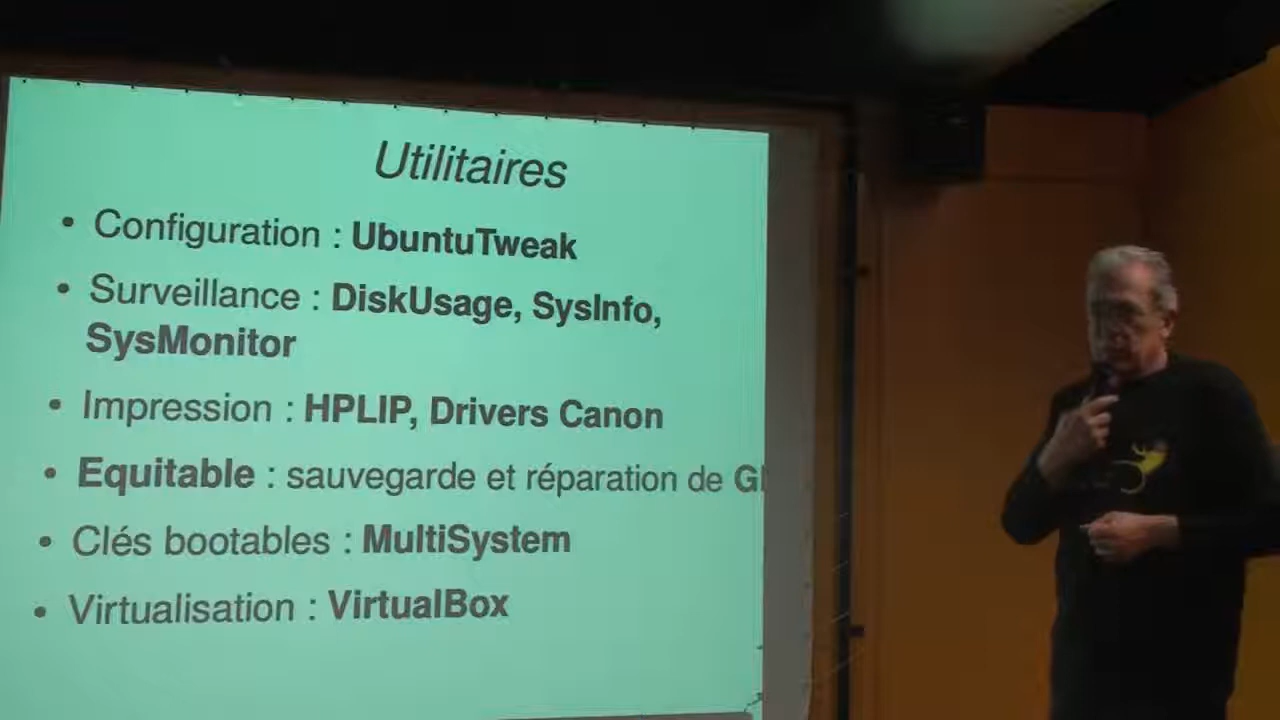 Utilitaires
• Configuration : UbuntuTweak
• Surveillance : DiskUsage, SysInfo,
SysMonitor
• Impression : HPLIP, Drivers Canon
• Equitable : sauvegarde et réparation de
• Clés bootables : MultiSystem
• Virtualisation : VirtualBox